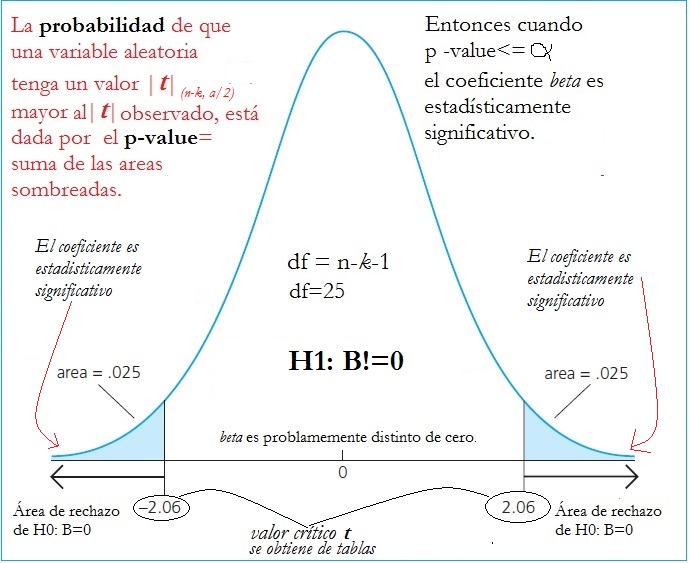 La probabilidad de que
una variable aleatoria
tenga un valor | t| (n-k, a/2)
mayor al| t| observado, está
dada por el p-value=
suma de las areas
sombreadas.
Entonces cuando
p -value<= α
el coeficiente beta es
estadísticamente
significativo.
El coeficiente es
estadisticamente
significativo
df = n-k-1
df=25
El coeficiente es
estadisticamente
significativo
H1: B!=0
area = .025
area = .025
beta es problamemente distinto de cero.
0
Área de rechazo
de H0: B=0
–2.06
valor crítico t
se obtiene de tablas
2.06
Área de rechazo
de H0: B=0